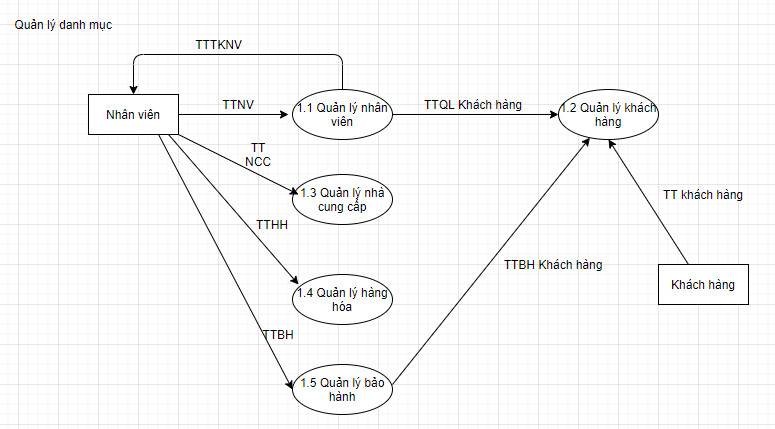 Quản lý danh mục
TTTKNV
Nhân viên
TTNV
1.1 Quản lý nhân
viên
TTQL Khách hàng
1.2 Quản lý khách
hàng
TT
NCC
1.3 Quản lý nhà
cung cấp
TT khách hàng
TTHH
TTBH Khách hàng
Khách hàng
1.4 Quản lý hàng
hóa
TTBH
1.5 Quản lý bảo
hành